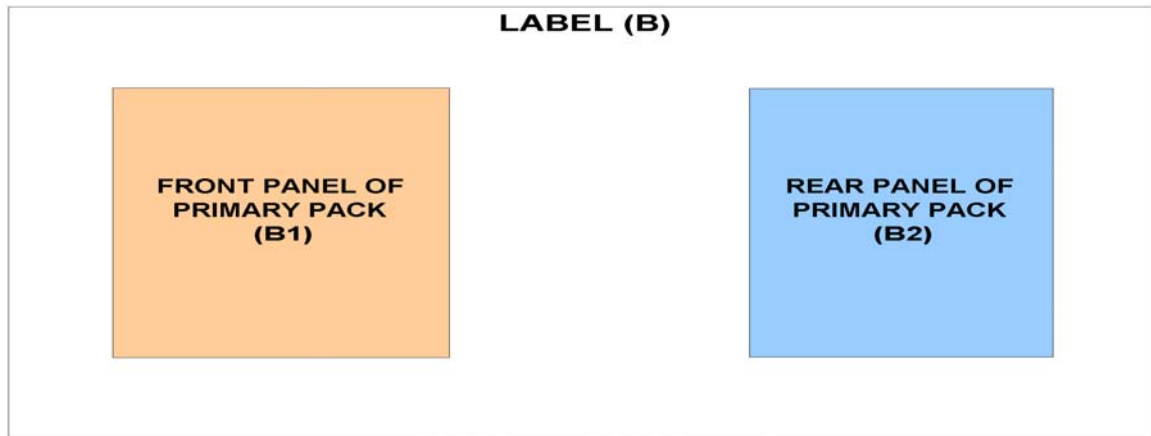 LABEL (B)
FRONT PANEL OF
PRIMARY PACK
(B1)
REAR PANEL OF
PRIMARY PACK
(B2)